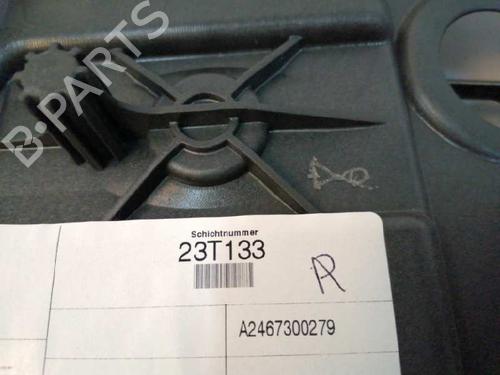 B-PARTS
Schichtnummer
23T133
R
A2467300279